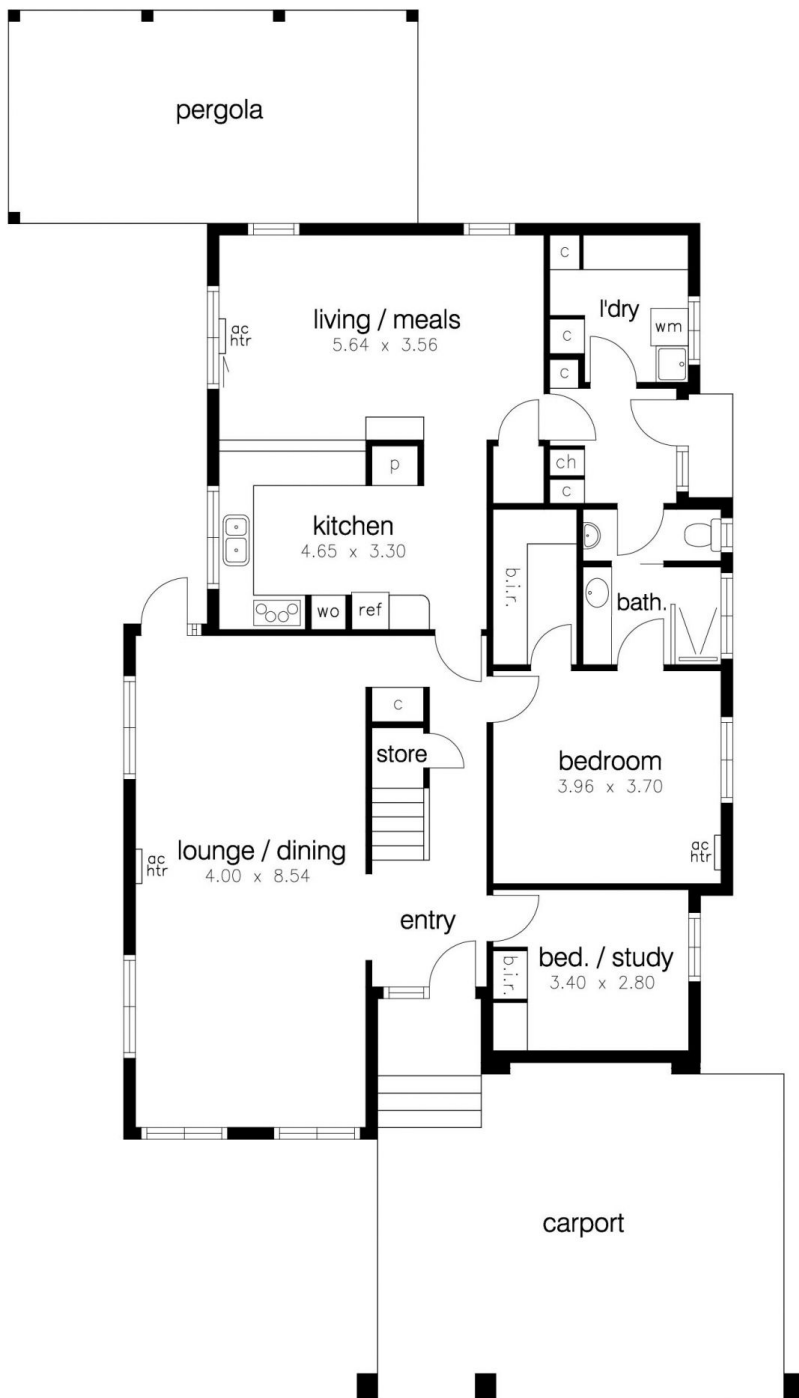 pergola
c
living / meals
5.64 x 3.56
ac
htr
l'dry
wm
c
c
p
ch
c
kitchen
4.65 x 3.30
b.i.r.
bath.
wo
ref
c
store
bedroom
3.96 x 3.70
lounge / dining
4.00 x 8.54
ac
htr
ac
htr
entry
bed. / study
3.40 x 2.80
b.i.r.
carport